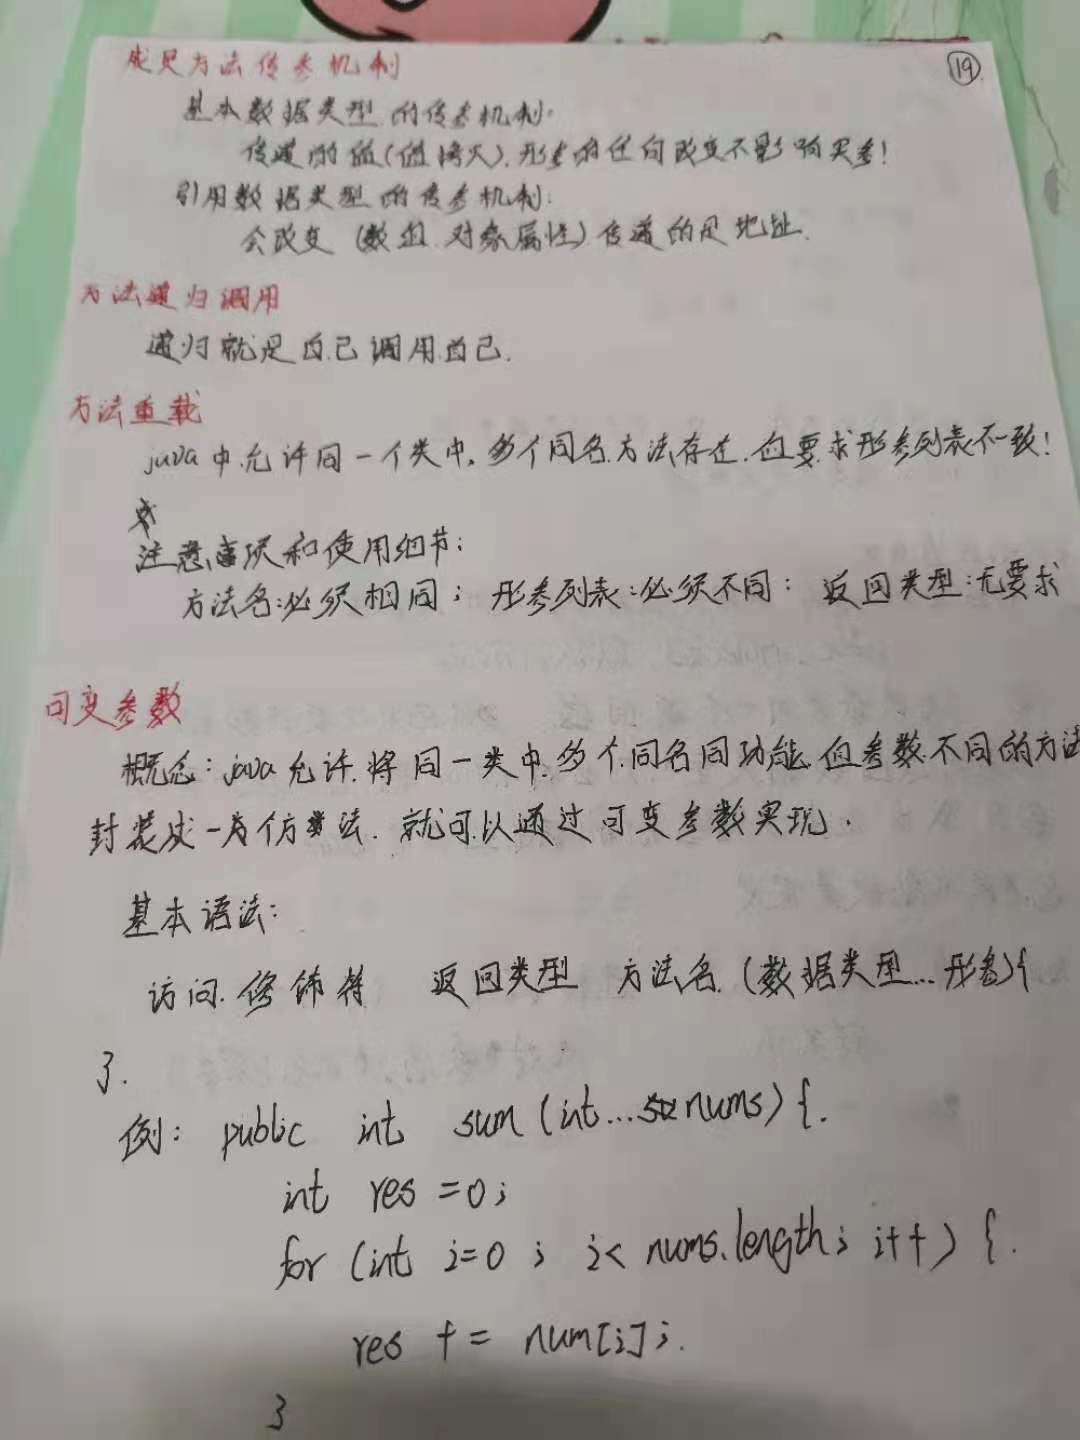 成员方法传参机制
19
基本数据类型的传参机制:
传递的值(值拷贝).形参的任何改变不影响实参!
引用数据类型的传参机制:
会改变(数组.对象属性)传递的是地址.
方法递归调用
递归就是自己调用自己.
方法重载
java中允许同一个类中,多个同名方法存在.但要求形参列表不一致!
注意事项和使用细节:
方法名:必须相同; 形参列表:必须不同: 返回类型:无要求
可变参数
概念:java允许.将同一类中.多个同名同功能.但参数不同的方法
封装成一个方法.就可以通过可变参数实现.
基本语法:
访问.修饰符 返回类型 方法名.(数据类型...形参){
}.
例: public int sum(int...nums){.
int res=0;
for (int i=0; i< nums.length; i++) {.
res += num[i];.
}